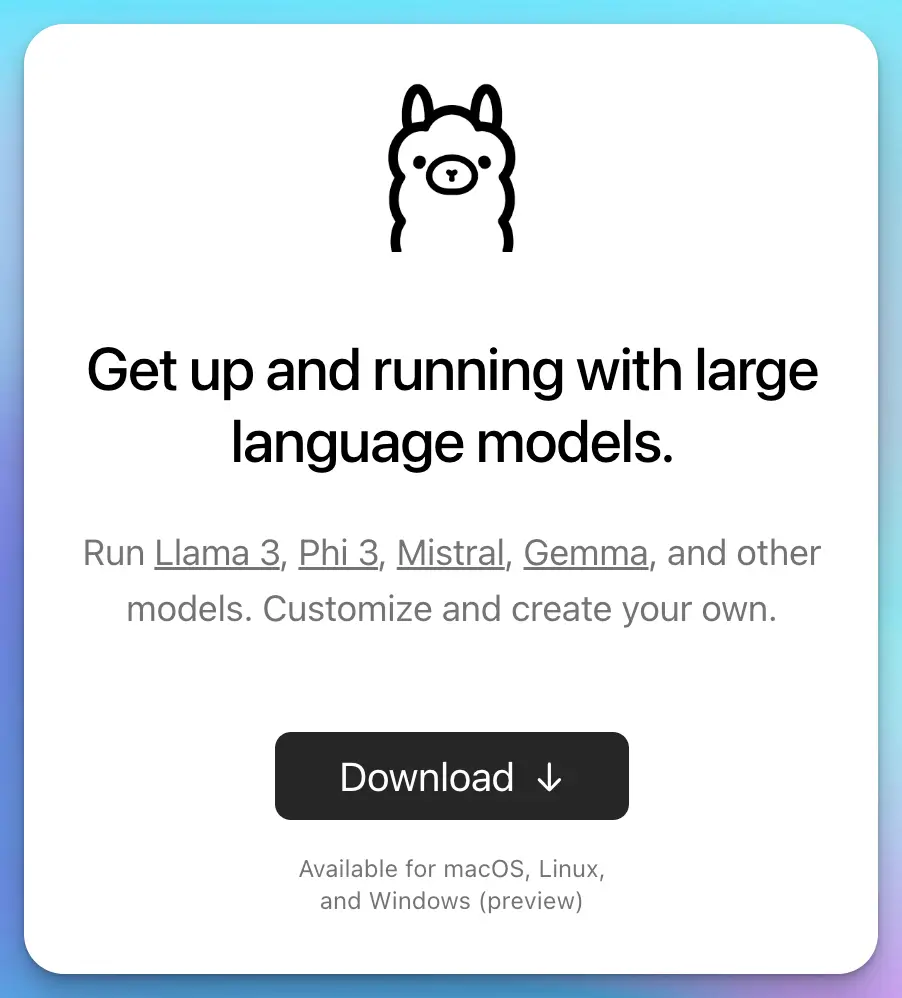 Get up and running with large
language models.
Run Llama 3, Phi 3, Mistral, Gemma, and other
models. Customize and create your own.
Download ↓
Available for macOS, Linux,
and Windows (preview)